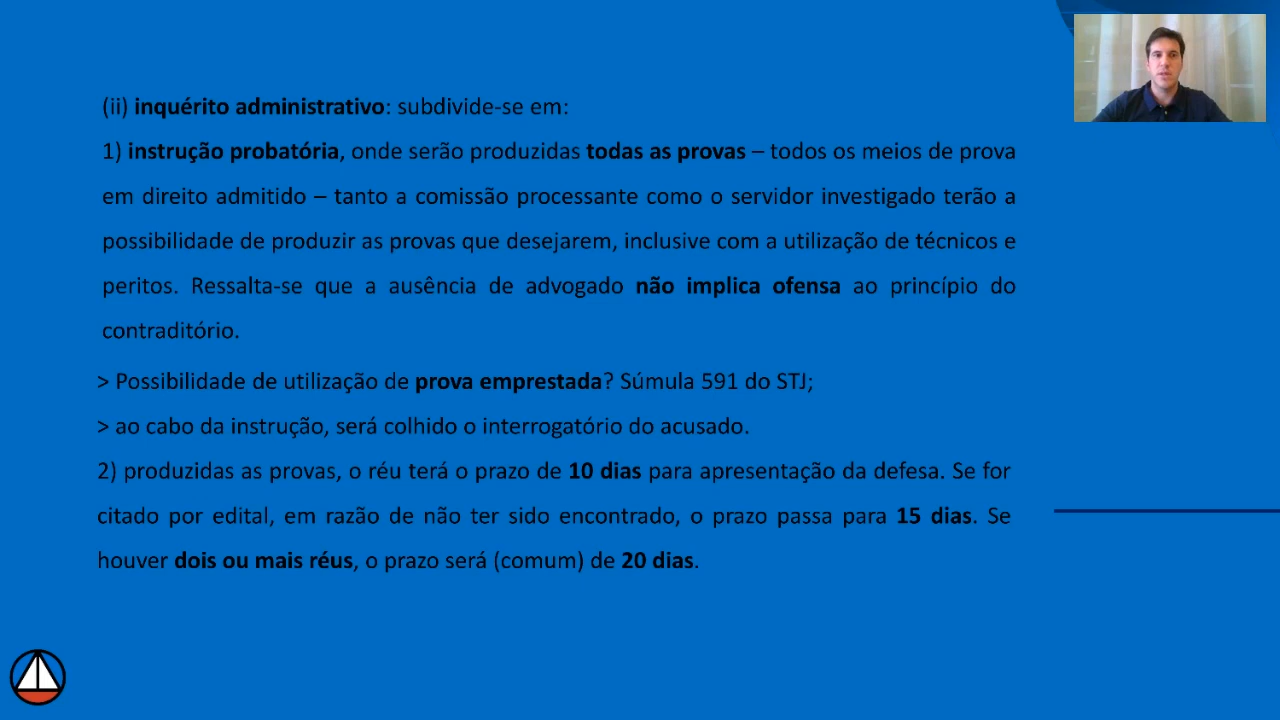 (ii) inquérito administrativo: subdivide-se em:
1) instrução probatória, onde serão produzidas todas as provas – todos os meios de prova
em direito admitido – tanto a comissão processante como o servidor investigado terão a
possibilidade de produzir as provas que desejarem, inclusive com a utilização de técnicos e
peritos. Ressalta-se que a ausência de advogado não implica ofensa ao princípio do
contraditório.
> Possibilidade de utilização de prova emprestada? Súmula 591 do STJ;
> ao cabo da instrução, será colhido o interrogatório do acusado.
2) produzidas as provas, o réu terá o prazo de 10 dias para apresentação da defesa. Se for
citado por edital, em razão de não ter sido encontrado, o prazo passa para 15 dias. Se
houver dois ou mais réus, o prazo será (comum) de 20 dias.